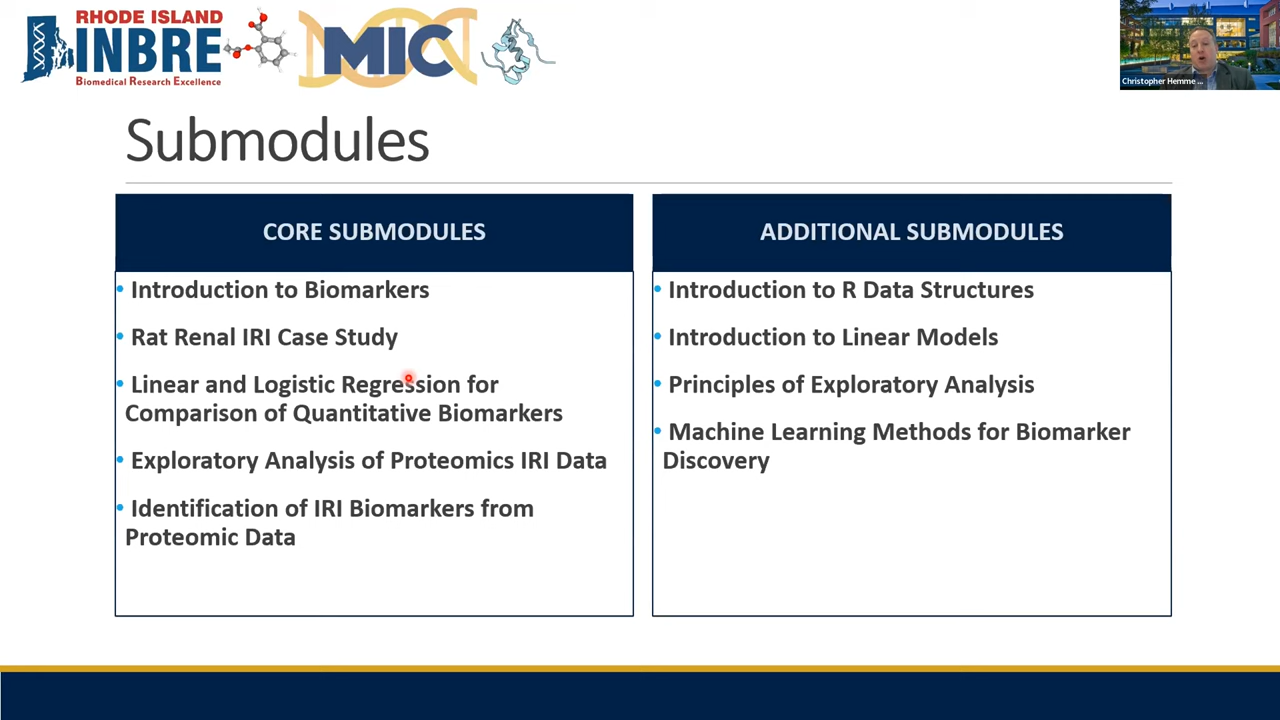 RHODE ISLAND
INBRE
Biomedical Research Excellence
MIC
Christopher Hemme ...
Submodules
CORE SUBMODULES
• Introduction to Biomarkers
• Rat Renal IRI Case Study
• Linear and Logistic Regression for
Comparison of Quantitative Biomarkers
• Exploratory Analysis of Proteomics IRI Data
• Identification of IRI Biomarkers from
Proteomic Data
ADDITIONAL SUBMODULES
• Introduction to R Data Structures
• Introduction to Linear Models
• Principles of Exploratory Analysis
• Machine Learning Methods for Biomarker
Discovery